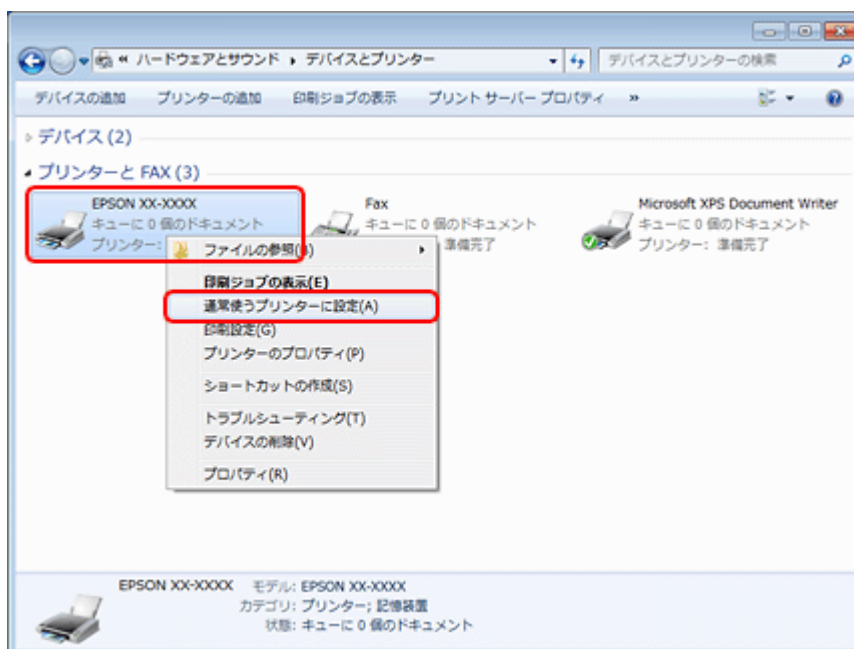 « ハードウェアとサウンド ▸ デバイスとプリンター
デバイスとプリンターの検索
デバイスの追加 プリンターの追加 印刷ジョブの表示 プリント サーバー プロパティ »
デバイス (2)
プリンターと FAX (3)
EPSON XX-XXXX
キューに 0 個のドキュメント
プリンター:
Fax
キューに 0 個のドキュメント
準備完了
Microsoft XPS Document Writer
キューに 0 個のドキュメント
プリンター: 準備完了
ファイルの参照(B)
印刷ジョブの表示(E)
通常使うプリンターに設定(A)
印刷設定(G)
プリンターのプロパティ(P)
ショートカットの作成(S)
トラブルシューティング(T)
デバイスの削除(V)
プロパティ(R)
EPSON XX-XXXX モデル: EPSON XX-XXXX
カテゴリ: プリンター; 記憶装置
状態: キューに 0 個のドキュメント